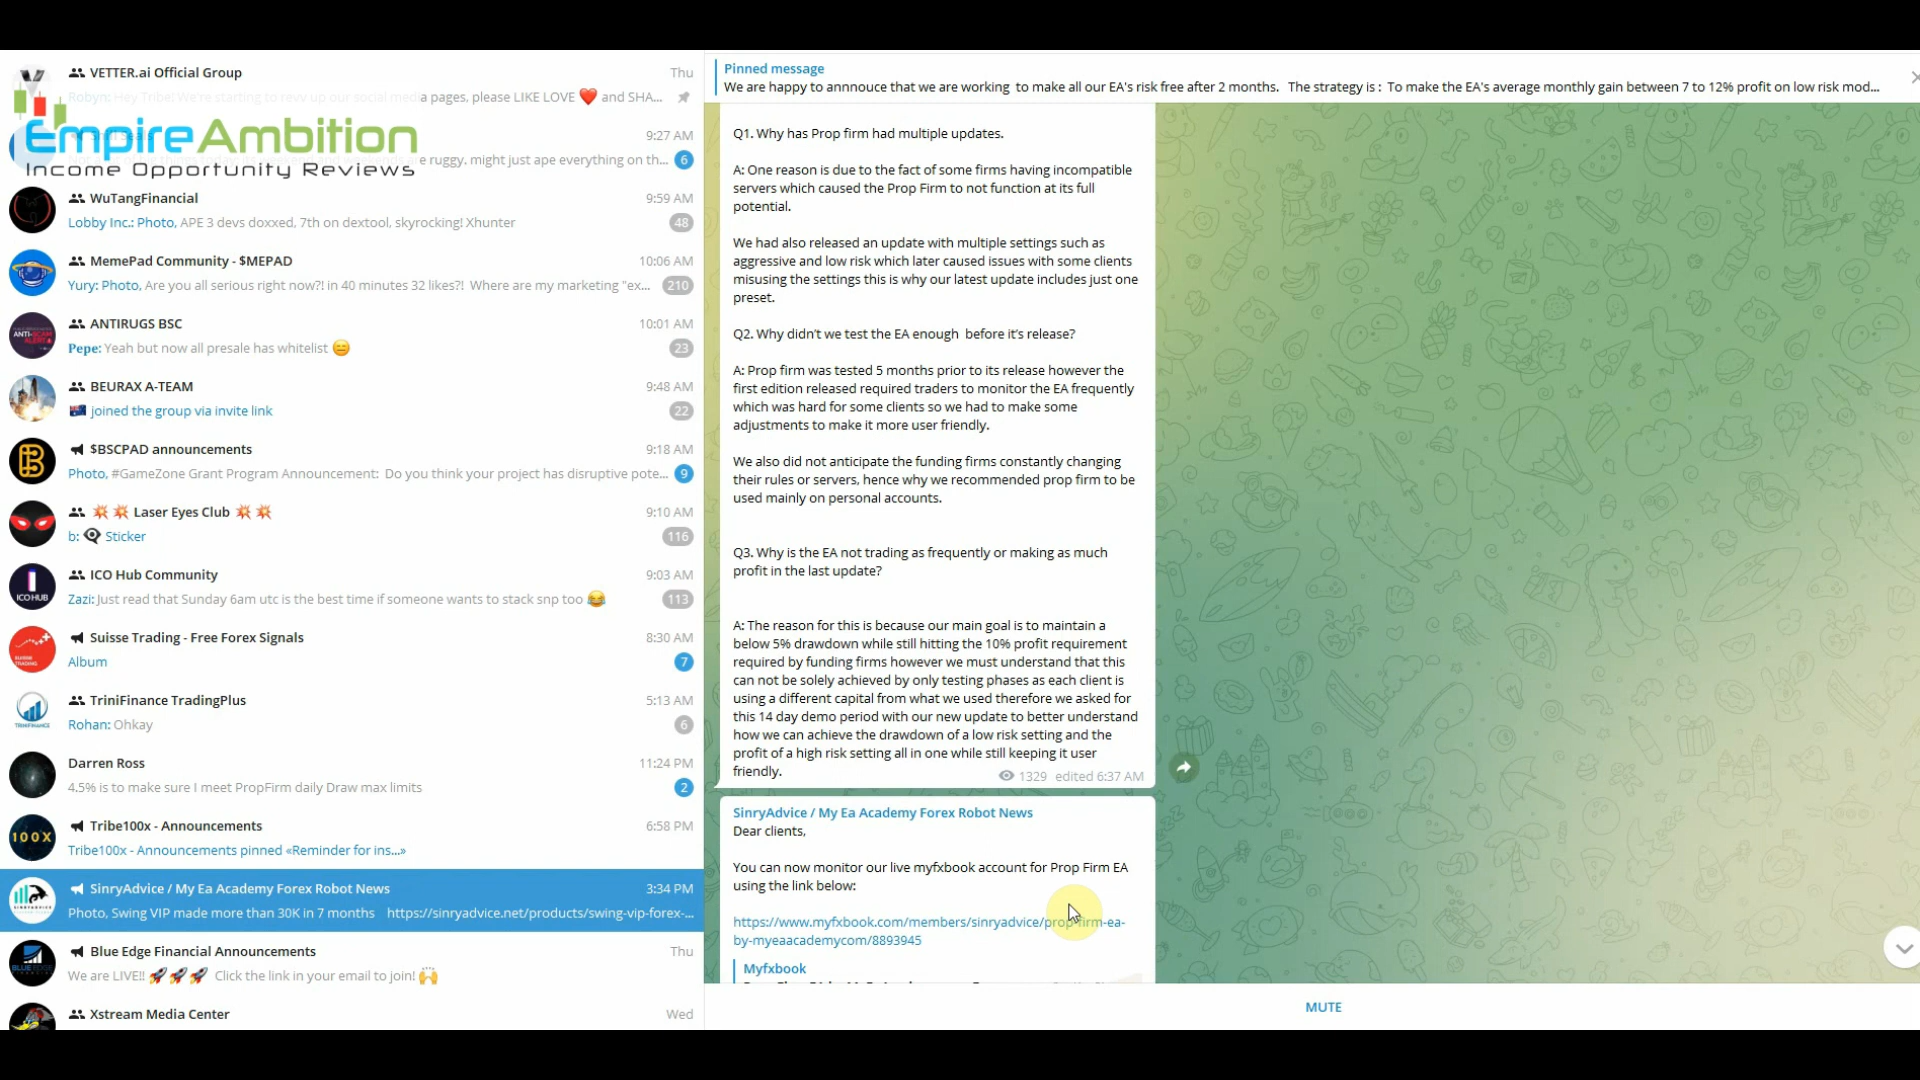 VETTER.ai Official Group
Thu
Robyn: Hey Tribe! We're starting to revv up our social media pages, please LIKE LOVE ❤️ and SHA...
EmpireAmbition
Income Opportunity Reviews
9:27 AM
e ruggy, might just ape everything on th...
6
WuTangFinancial
9:59 AM
Lobby Inc.: Photo, APE 3 devs doxxed, 7th on dextool, skyrocking! Xhunter
48
MemePad Community - $MEPAD
10:06 AM
Yury: Photo, Are you all serious right now?! in 40 minutes 32 likes?! Where are my marketing "ex...
210
ANTIRUGS BSC
10:01 AM
Pepe: Yeah but now all presale has whitelist 😑
23
BEURAX A-TEAM
9:48 AM
🇦🇺 joined the group via invite link
22
$BSCPAD announcements
9:18 AM
Photo, #GameZone Grant Program Announcement: Do you think your project has disruptive pote...
9
💥 💥 Laser Eyes Club 💥 💥
9:10 AM
b: 👁‍🗨 Sticker
116
ICO HUB
ICO Hub Community
9:03 AM
Zazi: Just read that Sunday 6am utc is the best time if someone wants to stack snp too 😂
113
Suisse Trading - Free Forex Signals
8:30 AM
Album
7
TriniFinance TradingPlus
5:13 AM
Rohan: Ohkay
6
Darren Ross
11:24 PM
4.5% is to make sure I meet PropFirm daily Draw max limits
2
100X
Tribe100x - Announcements
6:58 PM
Tribe100x - Announcements pinned «Reminder for ins...»
SinryAdvice / My Ea Academy Forex Robot News
3:34 PM
Photo, Swing VIP made more than 30K in 7 months https://sinryadvice.net/products/swing-vip-forex-...
Blue Edge Financial Announcements
Thu
We are LIVE!! 🚀🚀🚀 Click the link in your email to join! 🙌
Xstream Media Center
Wed
Pinned message
We are happy to annnouce that we are working to make all our EA's risk free after 2 months. The strategy is : To make the EA's average monthly gain between 7 to 12% profit on low risk mod...
Q1. Why has Prop firm had multiple updates.
A: One reason is due to the fact of some firms having incompatible
servers which caused the Prop Firm to not function at its full
potential.
We had also released an update with multiple settings such as
aggressive and low risk which later caused issues with some clients
misusing the settings this is why our latest update includes just one
preset.
Q2. Why didn't we test the EA enough before it's release?
A: Prop firm was tested 5 months prior to its release however the
first edition released required traders to monitor the EA frequently
which was hard for some clients so we had to make some
adjustments to make it more user friendly.
We also did not anticipate the funding firms constantly changing
their rules or servers, hence why we recommended prop firm to be
used mainly on personal accounts.
Q3. Why is the EA not trading as frequently or making as much
profit in the last update?
A: The reason for this is because our main goal is to maintain a
below 5% drawdown while still hitting the 10% profit requirement
required by funding firms however we must understand that this
can not be solely achieved by only testing phases as each client is
using a different capital from what we used therefore we asked for
this 14 day demo period with our new update to better understand
how we can achieve the drawdown of a low risk setting and the
profit of a high risk setting all in one while still keeping it user
friendly.
1329 edited 6:37 AM
SinryAdvice / My Ea Academy Forex Robot News
Dear clients,
You can now monitor our live myfxbook account for Prop Firm EA
using the link below:
https://www.myfxbook.com/members/sinryadvice/prop-firm-ea-
by-myeaacademycom/8893945
Myfxbook
MUTE